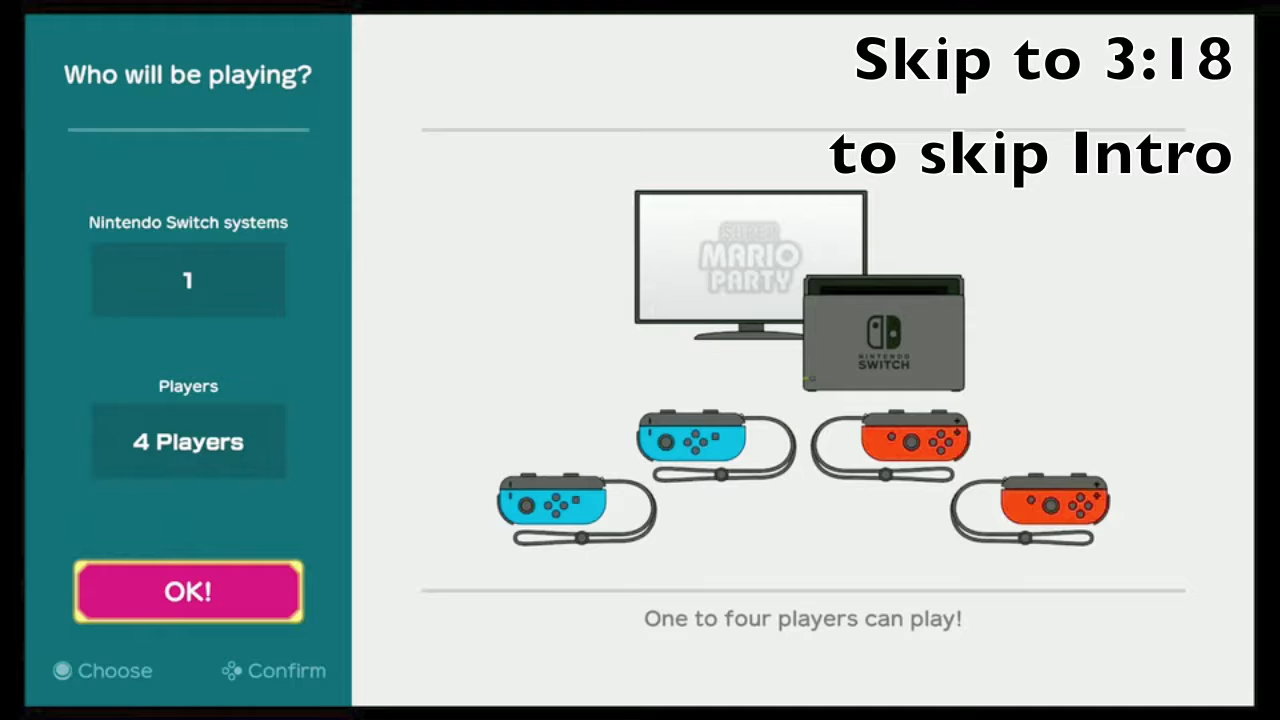 Who will be playing?
Nintendo Switch systems
1
Players
4 Players
OK!
Choose
Confirm
Skip to 3:18
to skip Intro
SUPER
MARIO
PARTY
NINTENDO
SWITCH
One to four players can play!